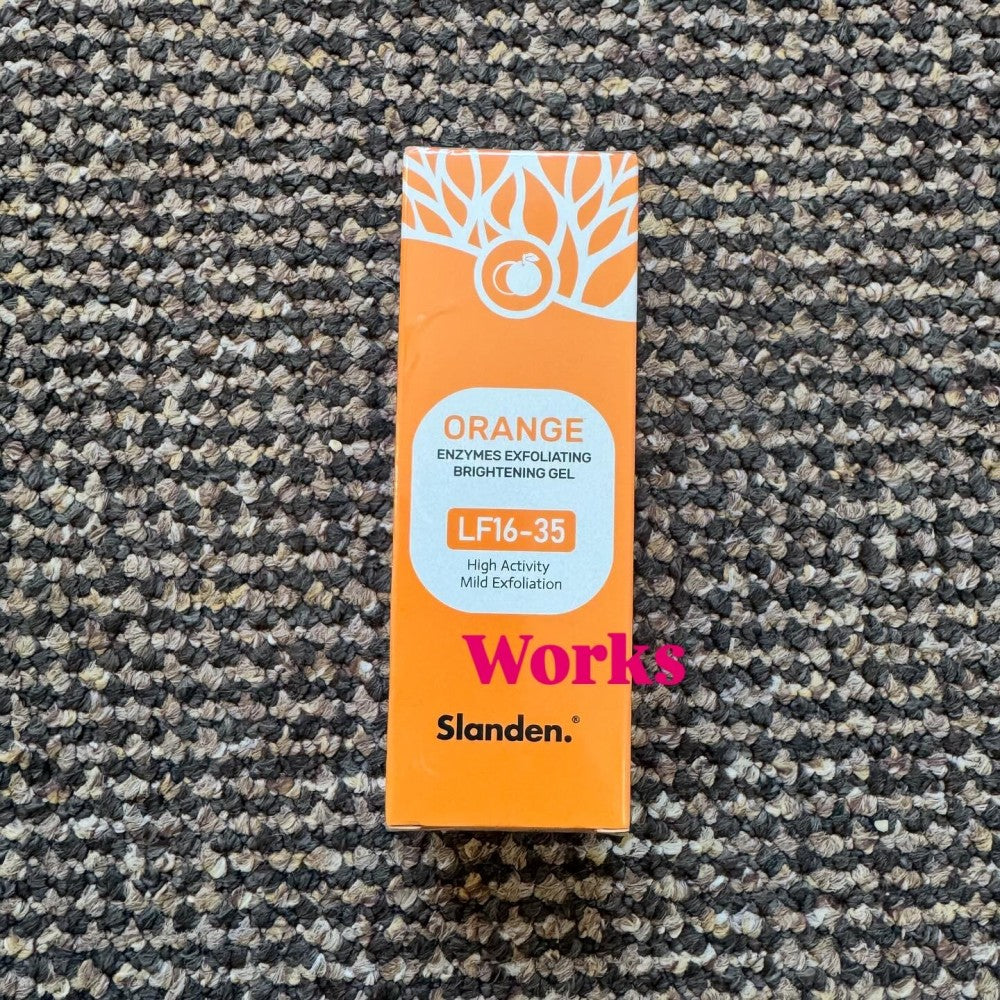 ORANGE
ENZYMES EXFOLIATING
BRIGHTENING GEL
LF16-35
High Activity
Mild Exfoliation
Works
Slanden.®